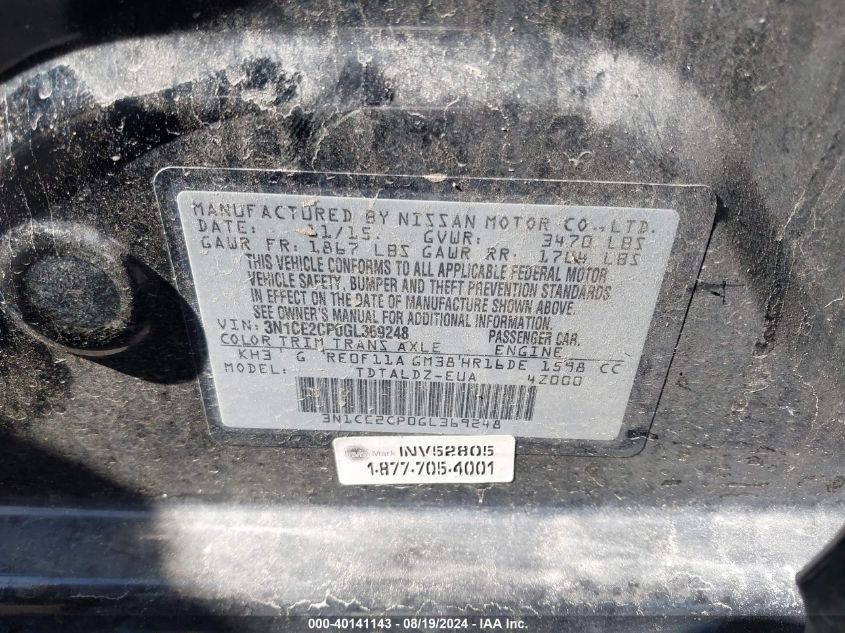 MANUFACTURED BY NISSAN MOTOR CO.,LTD.
DATE: 11/15 GVWR: 3470 LBS
GAWR FR: 1867 LBS GAWR RR: 1704 LBS
THIS VEHICLE CONFORMS TO ALL APPLICABLE FEDERAL MOTOR
VEHICLE SAFETY, BUMPER AND THEFT PREVENTION STANDARDS
IN EFFECT ON THE DATE OF MANUFACTURE SHOWN ABOVE.
SEE OWNER'S MANUAL FOR ADDITIONAL INFORMATION.
VIN: 3N1CE2CP0GL369248 PASSENGER CAR.
COLOR TRIM TRANS AXLE ENGINE
KH3 G RE0F11A GM38 HR16DE 1598 CC
MODEL: TDTALDZ-EUA 4Z000
3N1CE2CP0GL369248
Mark INV52805
1-877-705-4001
000-40141143 - 08/19/2024 - IAA Inc.